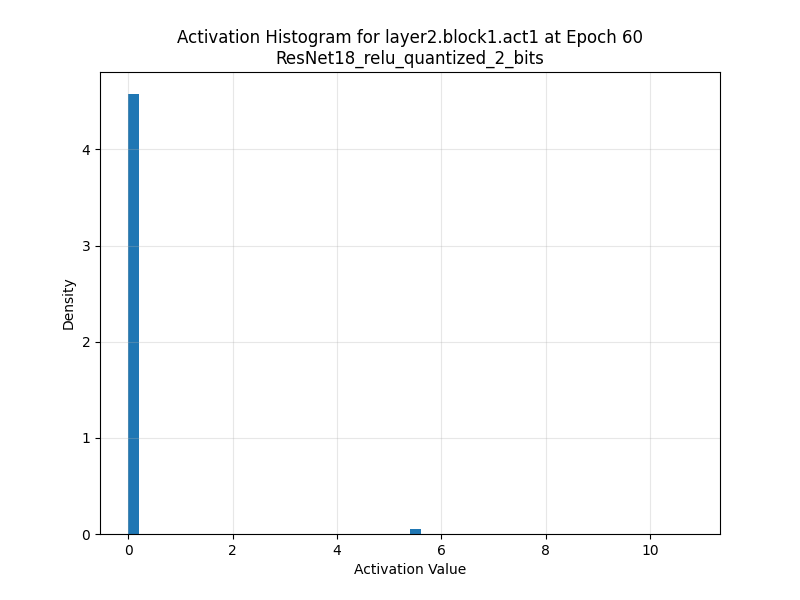 Activation Histogram for layer2.block1.act1 at Epoch 60
ResNet18_relu_quantized_2_bits
Density
4
3
2
1
0
0 2 4 6 8 10
Activation Value